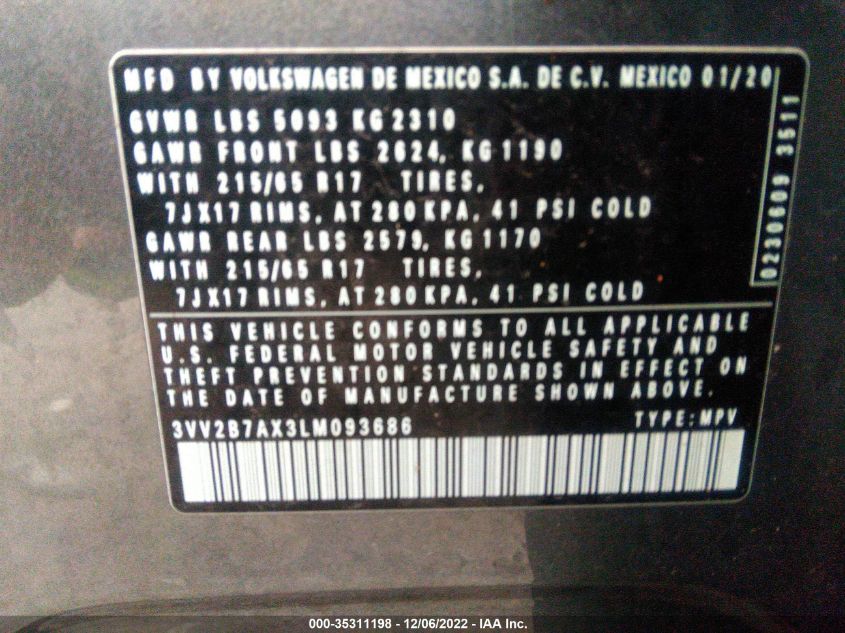 MFD BY VOLKSWAGEN DE MEXICO S.A. DE C.V. MEXICO 01/20
GVWR LBS 5093 KG 2310
GAWR FRONT LBS 2624, KG 1190
WITH 215/65 R17 TIRES,
7JX17 RIMS, AT 280 KPA, 41 PSI COLD
GAWR REAR LBS 2579, KG 1170
WITH 215/65 R17 TIRES,
7JX17 RIMS, AT 280 KPA, 41 PSI COLD
0230609 3511
THIS VEHICLE CONFORMS TO ALL APPLICABLE
U.S. FEDERAL MOTOR VEHICLE SAFETY AND
THEFT PREVENTION STANDARDS IN EFFECT ON
THE DATE OF MANUFACTURE SHOWN ABOVE.
3VV2B7AX3LM093686 TYPE: MPV
000-35311198 - 12/06/2022 - IAA Inc.